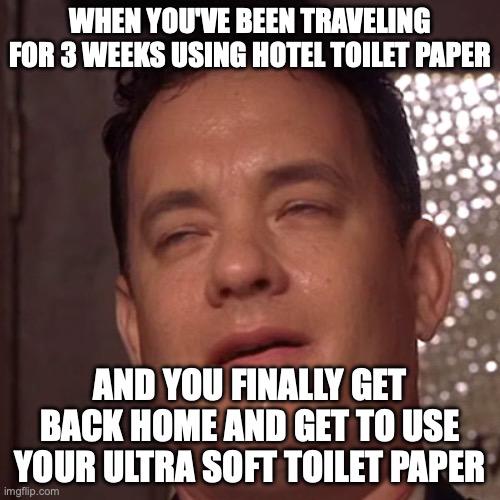 WHEN YOU'VE BEEN TRAVELING
FOR 3 WEEKS USING HOTEL TOILET PAPER
AND YOU FINALLY GET
BACK HOME AND GET TO USE
YOUR ULTRA SOFT TOILET PAPER
imgflip.com